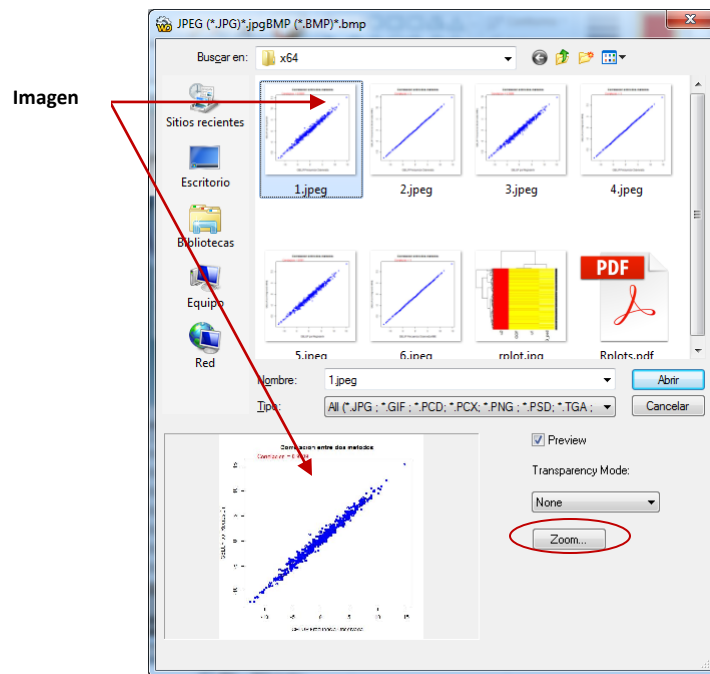 JPEG (*.JPG)*.jpgBMP (*.BMP)*.bmp
Buscar en:
x64
Imagen
Sitios recientes
Escritorio
Bibliotecas
Equipo
Red
1.jpeg
2.jpeg
3.jpeg
4.jpeg
5.jpeg
6.jpeg
PDF
rplot.jpg
Rplots.pdf
Nombre:
1.jpeg
Abrir
Tipo:
All (*.JPG ; *.GIF ; *.PCD; *.PCX; *.PNG ; *.PSD; *.TGA ;
Cancelar
Correlacion entre dos metodos
Preview
Transparency Mode:
None
Zoom...